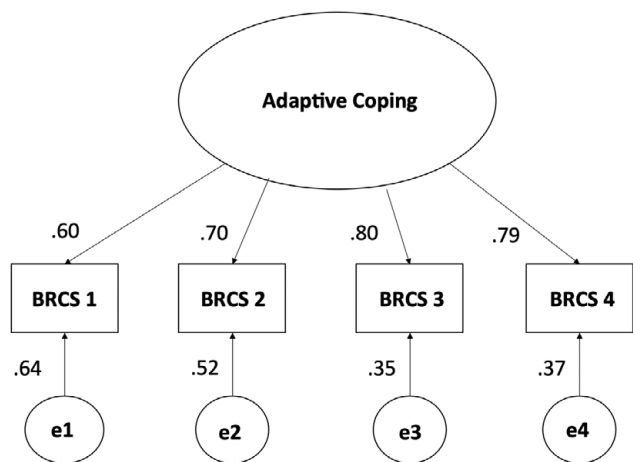 Adaptive Coping
.60
.70
.80
.79
BRCS 1
BRCS 2
BRCS 3
BRCS 4
.64
.52
.35
.37
e1
e2
e3
e4